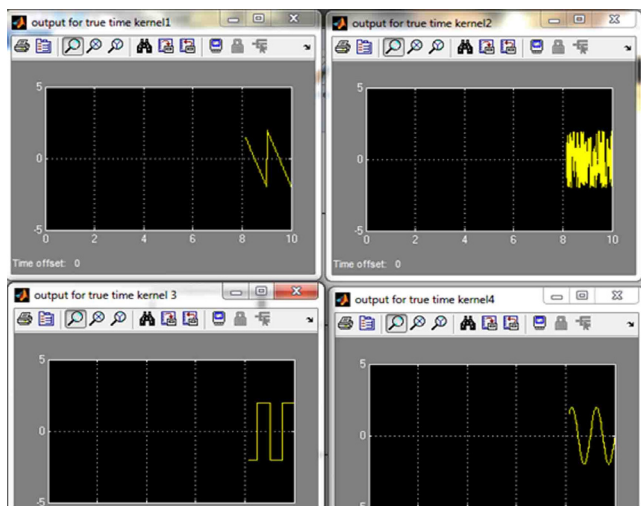 output for true time kernel1
5
0
-5
0 2 4 6 8 10
Time offset: 0
output for true time kernel2
5
0
-5
0 2 4 6 8 10
Time offset: 0
output for true time kernel 3
5
0
-5
output for true time kernel4
5
0
-5